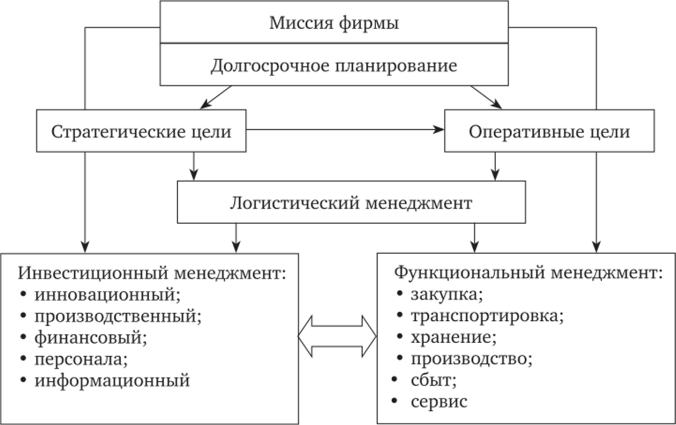 Миссия фирмы
Долгосрочное планирование
Стратегические цели
Оперативные цели
Логистический менеджмент
Инвестиционный менеджмент:
• инновационный;
• производственный;
• финансовый;
• персонала;
• информационный
Функциональный менеджмент:
• закупка;
• транспортировка;
• хранение;
• производство;
• сбыт;
• сервис